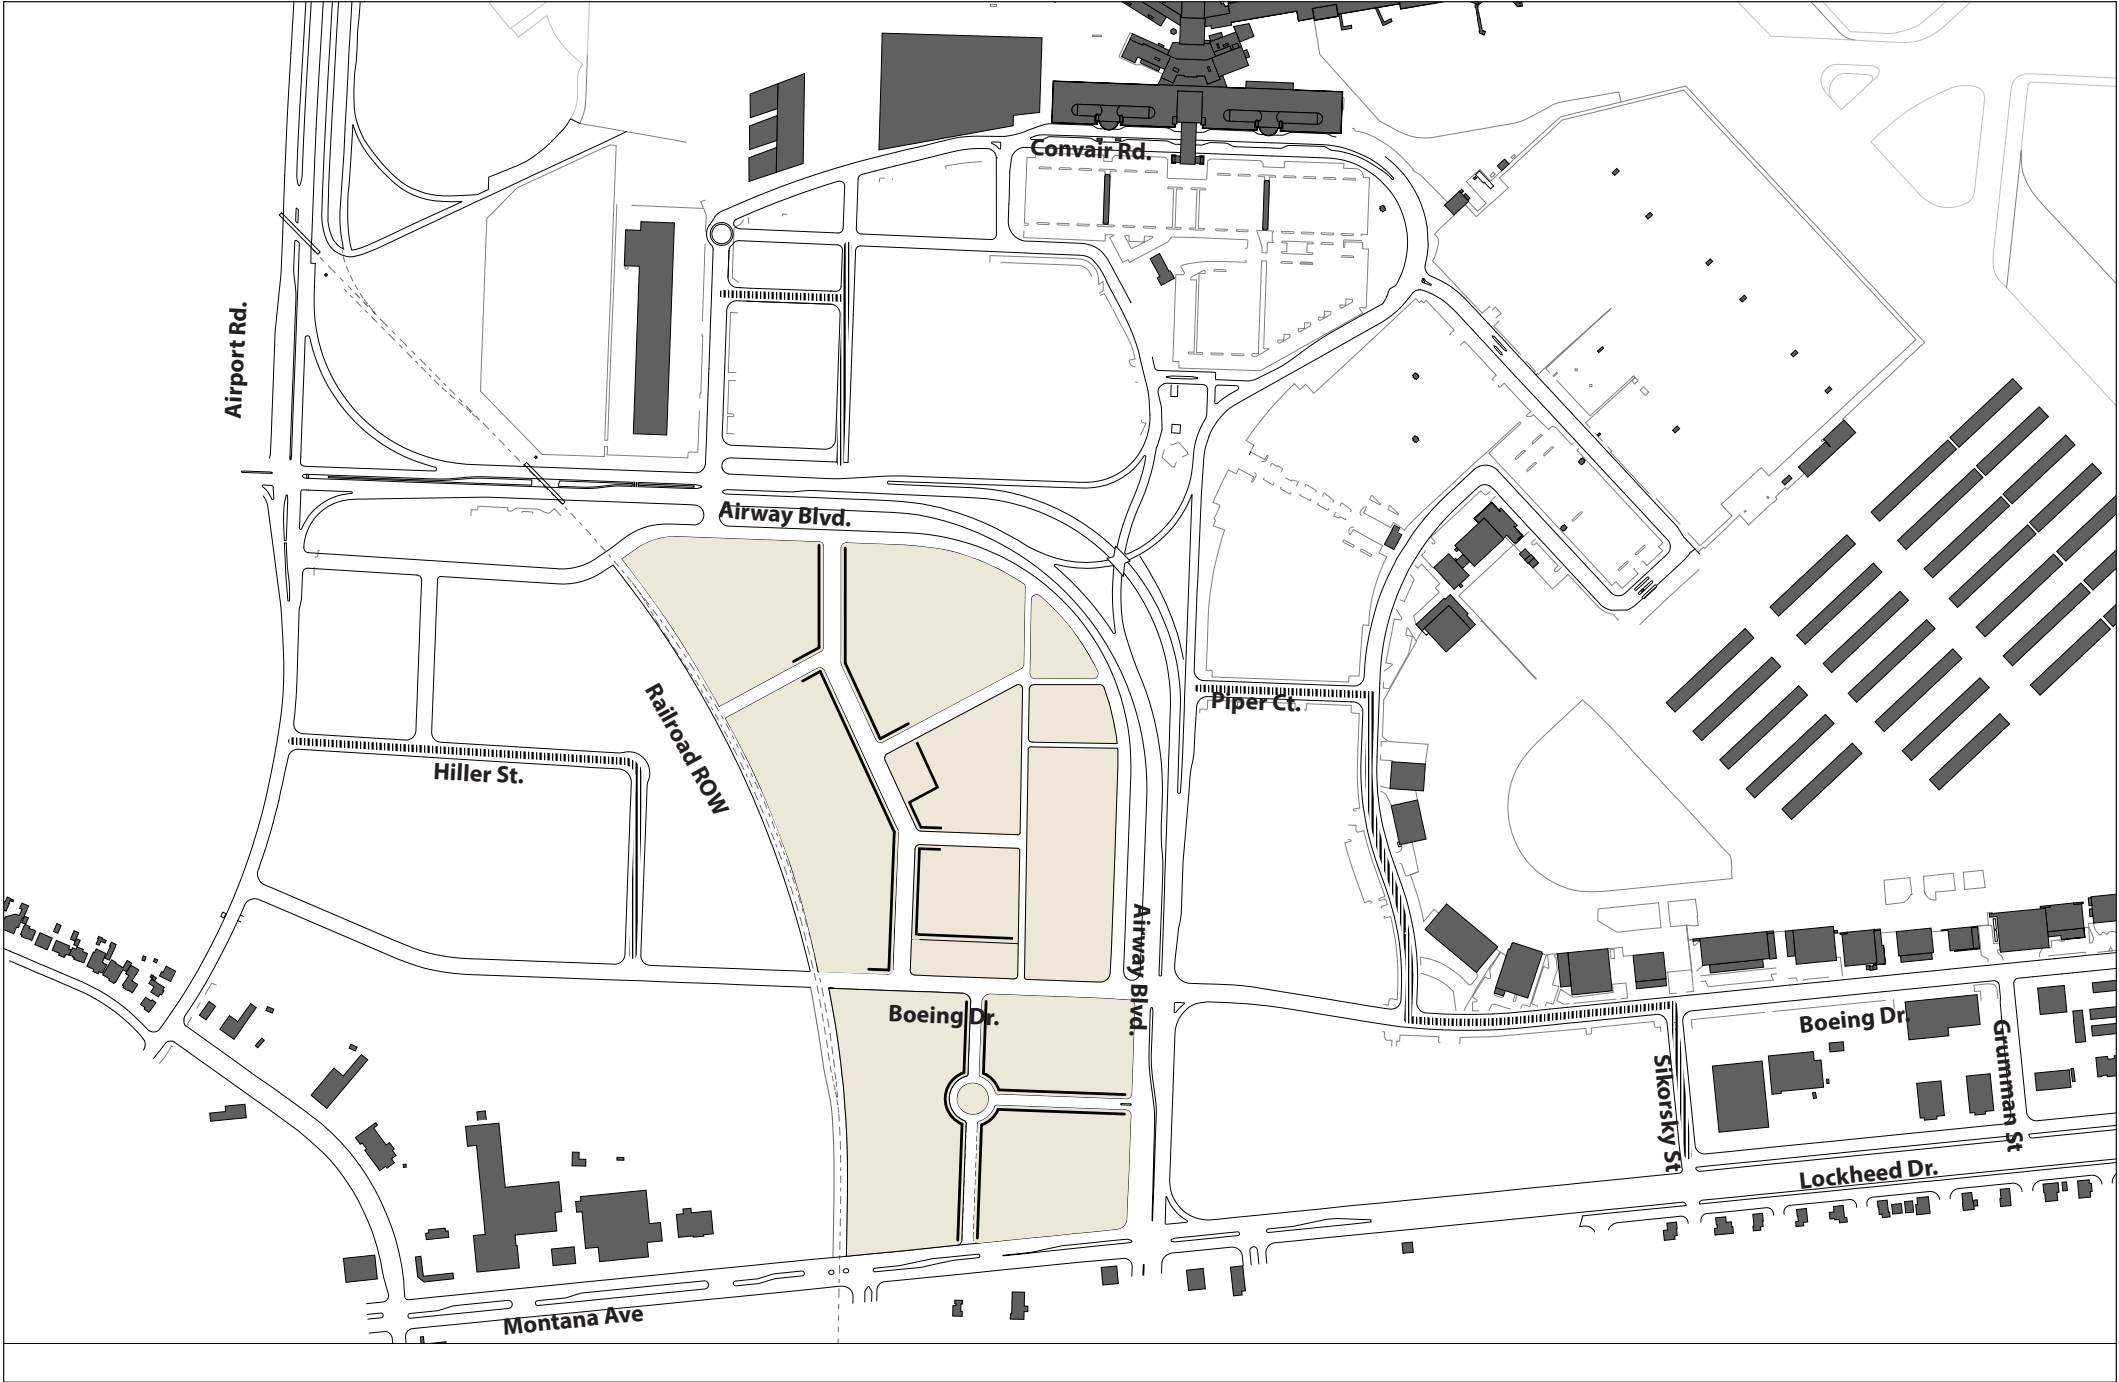 Convair Rd.
Airport Rd.
Airway Blvd.
Piper Ct.
Railroad ROW
Hiller St.
Airway Blvd.
Boeing Dr.
Boeing Dr.
Grumman St
Sikorsky St
Lockheed Dr.
Montana Ave